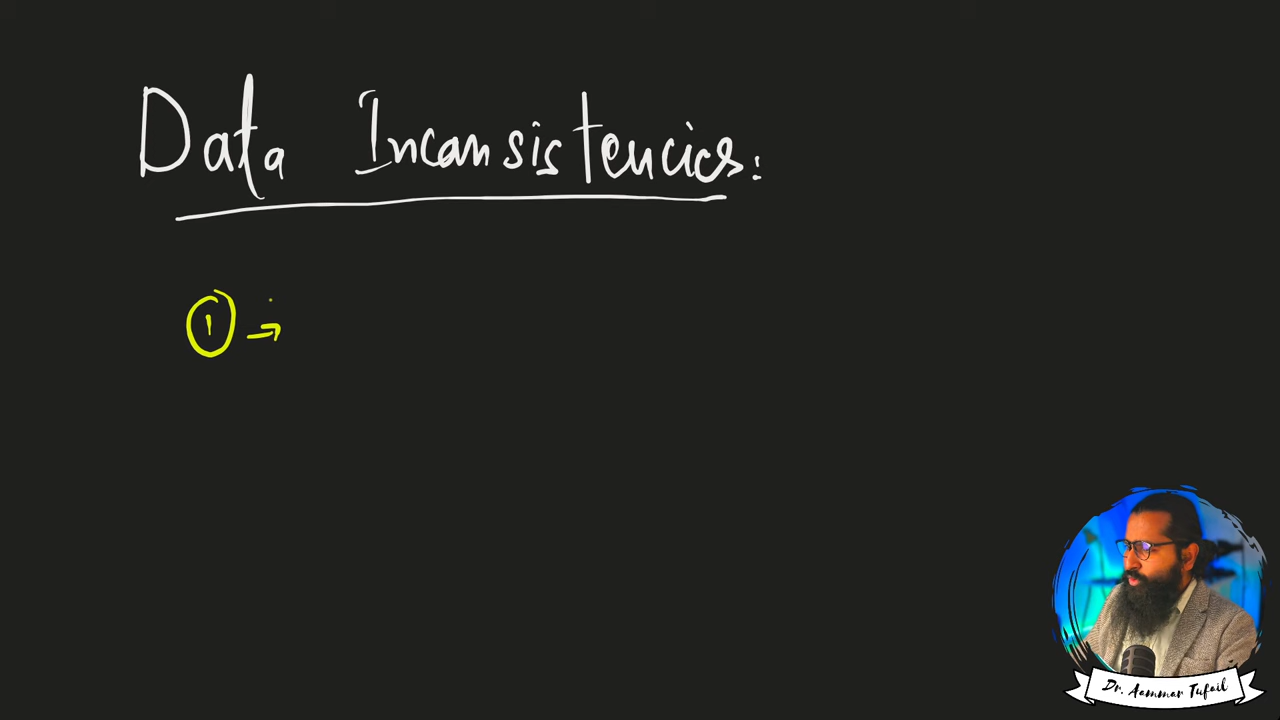 Data Inconsistencies:
1 →
Dr. Aammar Tufail